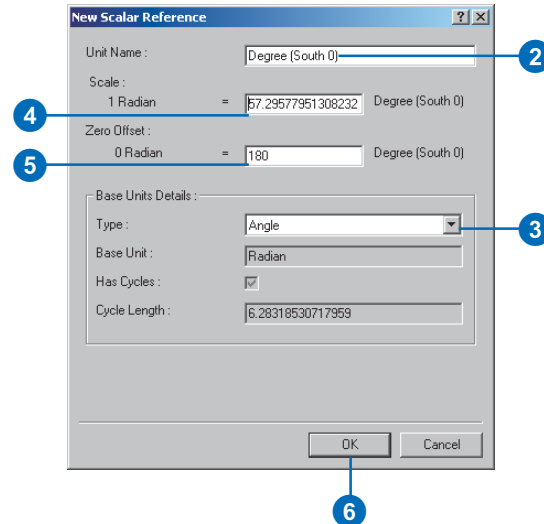 New Scalar Reference
Unit Name : Degree (South 0) 2
Scale :
4 1 Radian = 57.29577951308232 Degree (South 0)
Zero Offset :
5 0 Radian = 180 Degree (South 0)
Base Units Details :
Type : Angle 3
Base Unit : Radian
Has Cycles :
Cycle Length : 6.28318530717959
OK Cancel
6